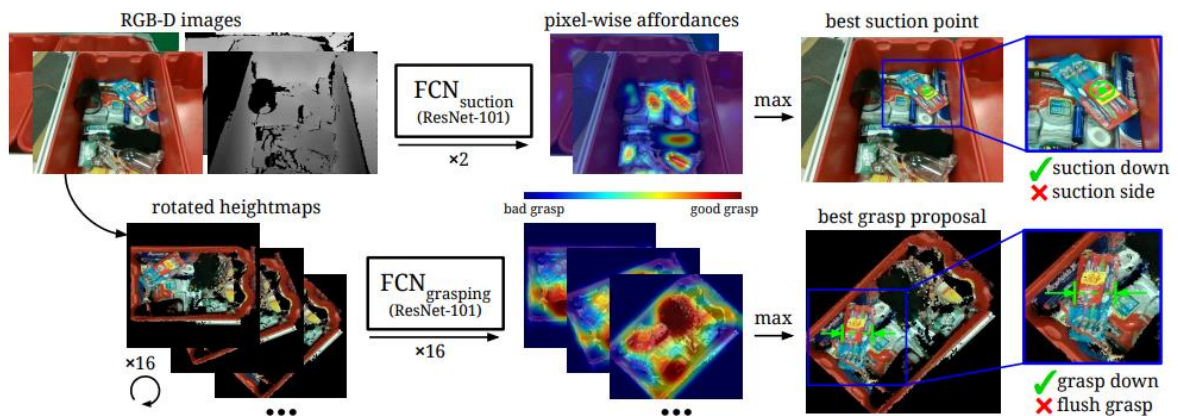 RGB-D images
pixel-wise affordances
best suction point
FCN suction
(ResNet-101)
×2
max
✓ suction down
✗ suction side
rotated heightmaps
bad grasp
good grasp
best grasp proposal
FCN grasping
(ResNet-101)
×16
×16
max
✓ grasp down
✗ flush grasp
•••
•••